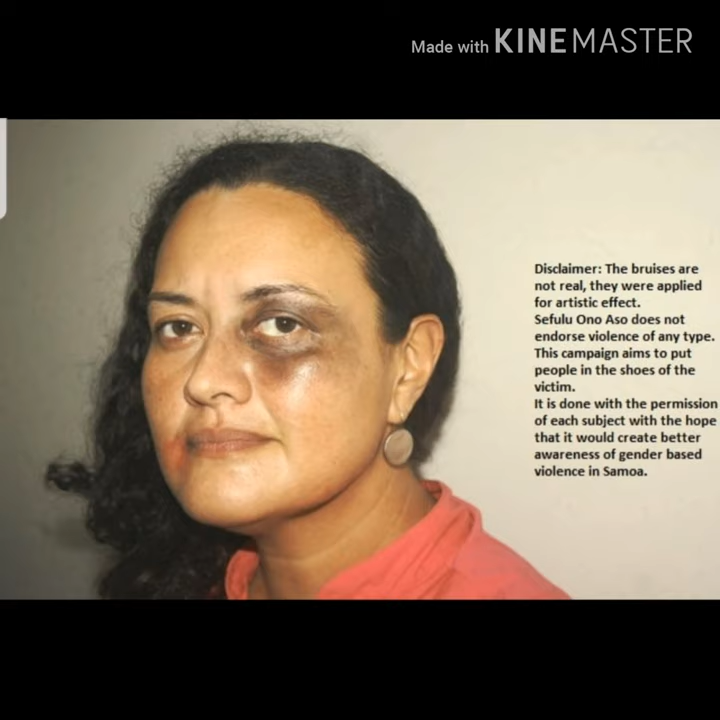 Made with KINEMASTER
Disclaimer: The bruises are
not real, they were applied
for artistic effect.
Sefulu Ono Aso does not
endorse violence of any type.
This campaign aims to put
people in the shoes of the
victim.
It is done with the permission
of each subject with the hope
that it would create better
awareness of gender based
violence in Samoa.